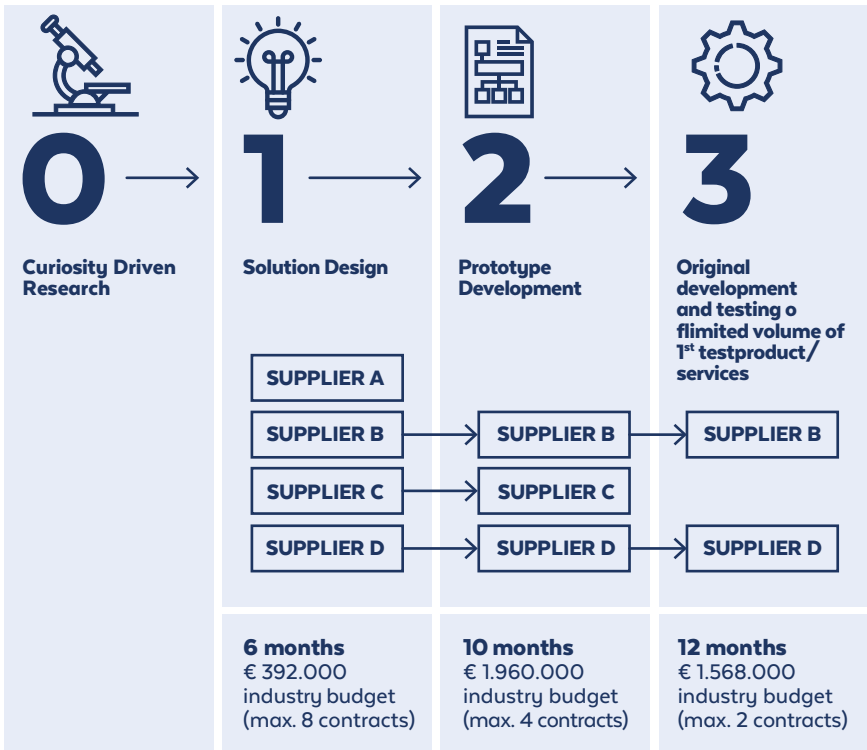 0
Curiosity Driven
Research
1
Solution Design
2
Prototype
Development
3
Original
development
and testing o
flimited volume of
1st testproduct/
services
SUPPLIER A
SUPPLIER B
SUPPLIER B
SUPPLIER B
SUPPLIER C
SUPPLIER C
SUPPLIER D
SUPPLIER D
SUPPLIER D
6 months
€ 392.000
industry budget
(max. 8 contracts)
10 months
€ 1.960.000
industry budget
(max. 4 contracts)
12 months
€ 1.568.000
industry budget
(max. 2 contracts)